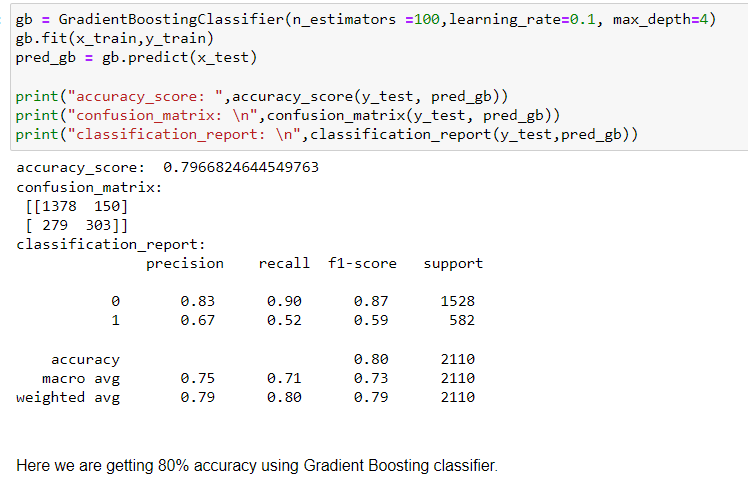 gb = GradientBoostingClassifier(n_estimators =100,learning_rate=0.1, max_depth=4)
gb.fit(x_train,y_train)
pred_gb = gb.predict(x_test)
print("accuracy_score: ",accuracy_score(y_test, pred_gb))
print("confusion_matrix: \n",confusion_matrix(y_test, pred_gb))
print("classification_report: \n",classification_report(y_test,pred_gb))
accuracy_score:  0.7966824644549763
confusion_matrix:
[[1378  150]
[ 279  303]]
classification_report:
precision    recall  f1-score   support
0       0.83      0.90      0.87      1528
1       0.67      0.52      0.59       582
accuracy                           0.80      2110
macro avg       0.75      0.71      0.73      2110
weighted avg       0.79      0.80      0.79      2110
Here we are getting 80% accuracy using Gradient Boosting classifier.